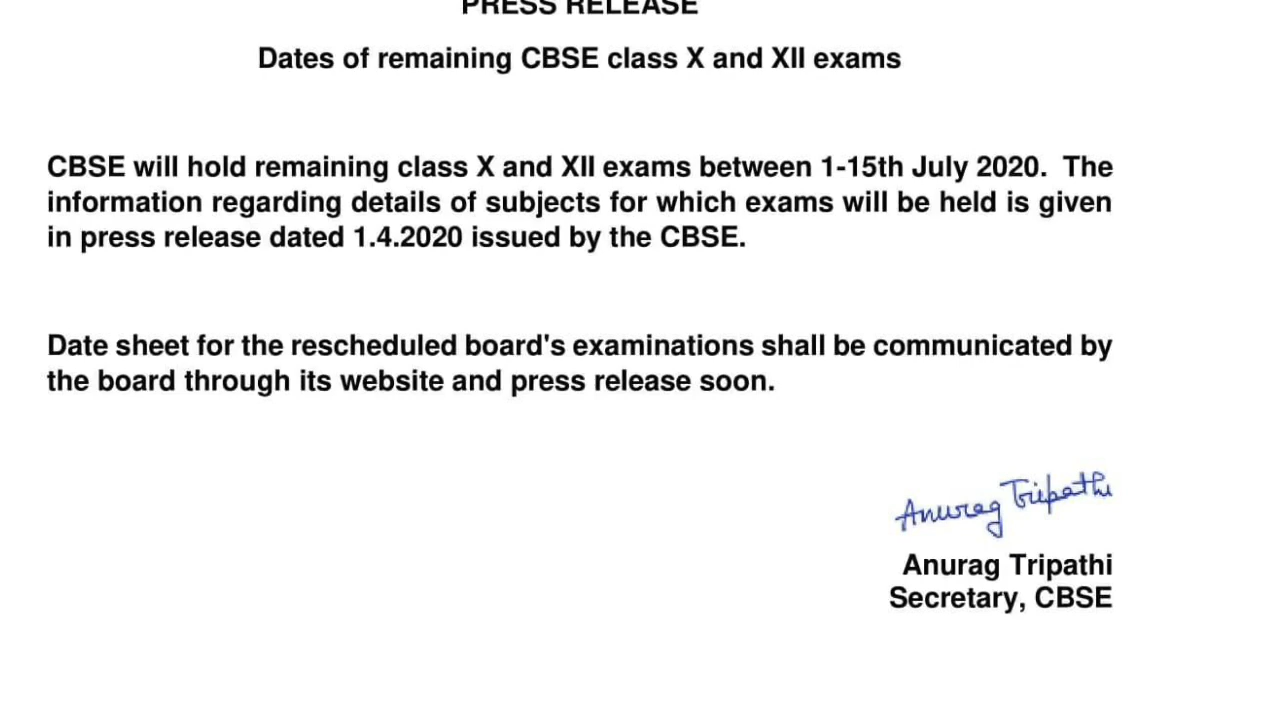 PRESS RELEASE
Dates of remaining CBSE class X and XII exams
CBSE will hold remaining class X and XII exams between 1-15th July 2020. The
information regarding details of subjects for which exams will be held is given
in press release dated 1.4.2020 issued by the CBSE.
Date sheet for the rescheduled board's examinations shall be communicated by
the board through its website and press release soon.
Anurag Tripathi
Anurag Tripathi
Secretary, CBSE